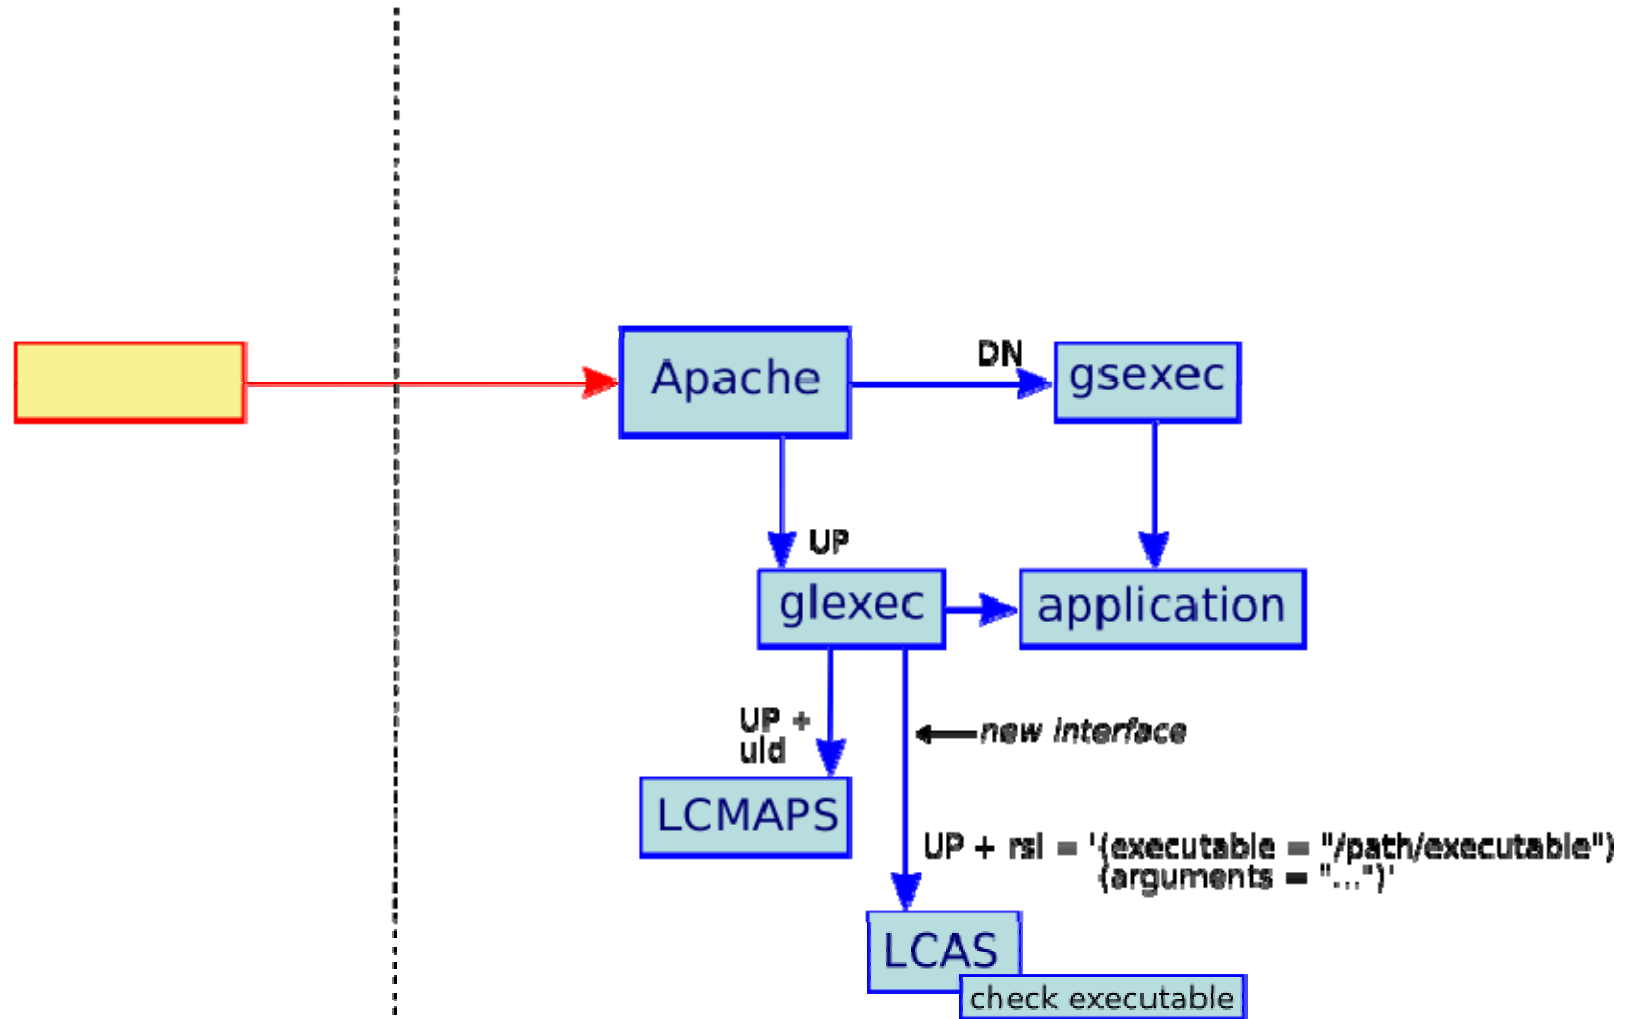 DN
Apache
gsexec
UP
glexec
application
UP +
uid
new interface
LCMAPS
UP + rsl = '(executable = "/path/executable")
(arguments = "...")'
LCAS
check executable